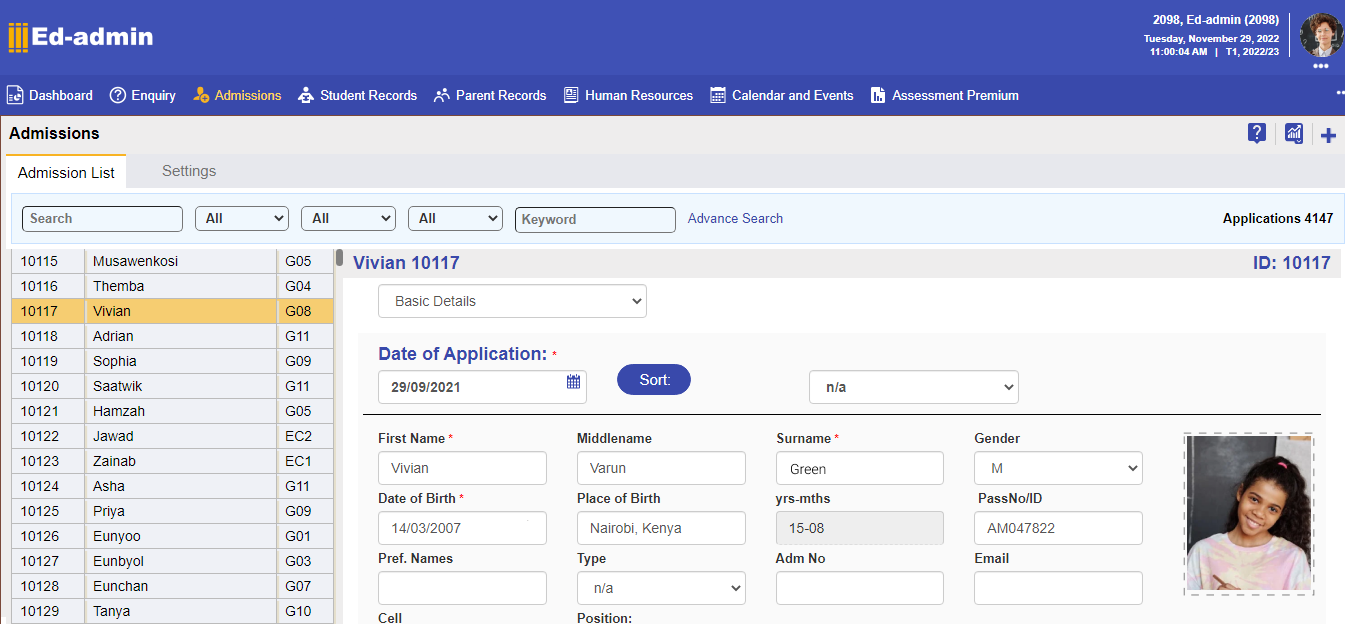 Ed-admin
2098, Ed-admin (2098)
Tuesday, November 29, 2022
11:00:04 AM | T1, 2022/23
Dashboard Enquiry Admissions Student Records Parent Records Human Resources Calendar and Events Assessment Premium
Admissions
Admission List Settings
Search All All All Keyword Advance Search Applications 4147
10115 Musawenkosi G05
10116 Themba G04
10117 Vivian G08
10118 Adrian G11
10119 Sophia G09
10120 Saatwik G11
10121 Hamzah G05
10122 Jawad EC2
10123 Zainab EC1
10124 Asha G11
10125 Priya G09
10126 Eunyoo G01
10127 Eunbyol G03
10128 Eunchan G07
10129 Tanya G10
Vivian 10117 ID: 10117
Basic Details
Date of Application: *
29/09/2021 Sort: n/a
First Name * Middlename Surname * Gender
Vivian Varun Green M
Date of Birth * Place of Birth yrs-mths PassNo/ID
14/03/2007 Nairobi, Kenya 15-08 AM047822
Pref. Names Type Adm No Email
n/a
Cell Position: